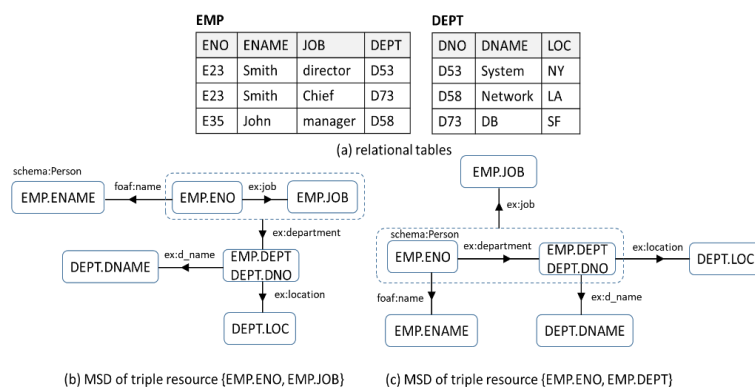 EMP
ENO ENAME JOB DEPT
E23 Smith director D53
E23 Smith Chief D73
E35 John manager D58
DEPT
DNO DNAME LOC
D53 System NY
D58 Network LA
D73 DB SF
(a) relational tables
schema:Person
EMP.ENAME foaf:name EMP.ENO ex:job EMP.JOB
ex:department
DEPT.DNAME ex:d_name EMP.DEPT
DEPT.DNO
ex:location
DEPT.LOC
(b) MSD of triple resource {EMP.ENO, EMP.JOB}
EMP.JOB
ex:job
schema:Person
EMP.ENO ex:department EMP.DEPT
DEPT.DNO ex:location DEPT.LOC
foaf:name ex:d_name
EMP.ENAME DEPT.DNAME
(c) MSD of triple resource {EMP.ENO, EMP.DEPT}